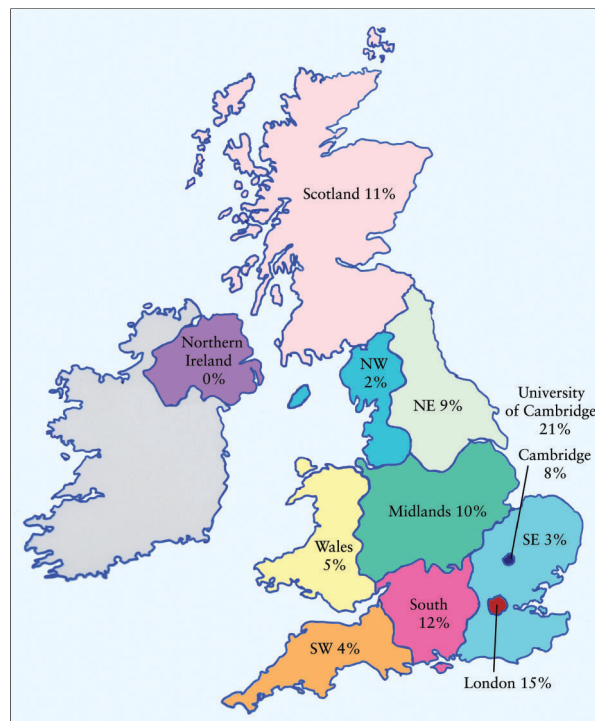 Scotland 11%
Northern
Ireland
0%
NW
2%
NE 9%
University
of Cambridge
21%
Cambridge
8%
Midlands 10%
SE 3%
Wales
5%
South
12%
SW 4%
London 15%